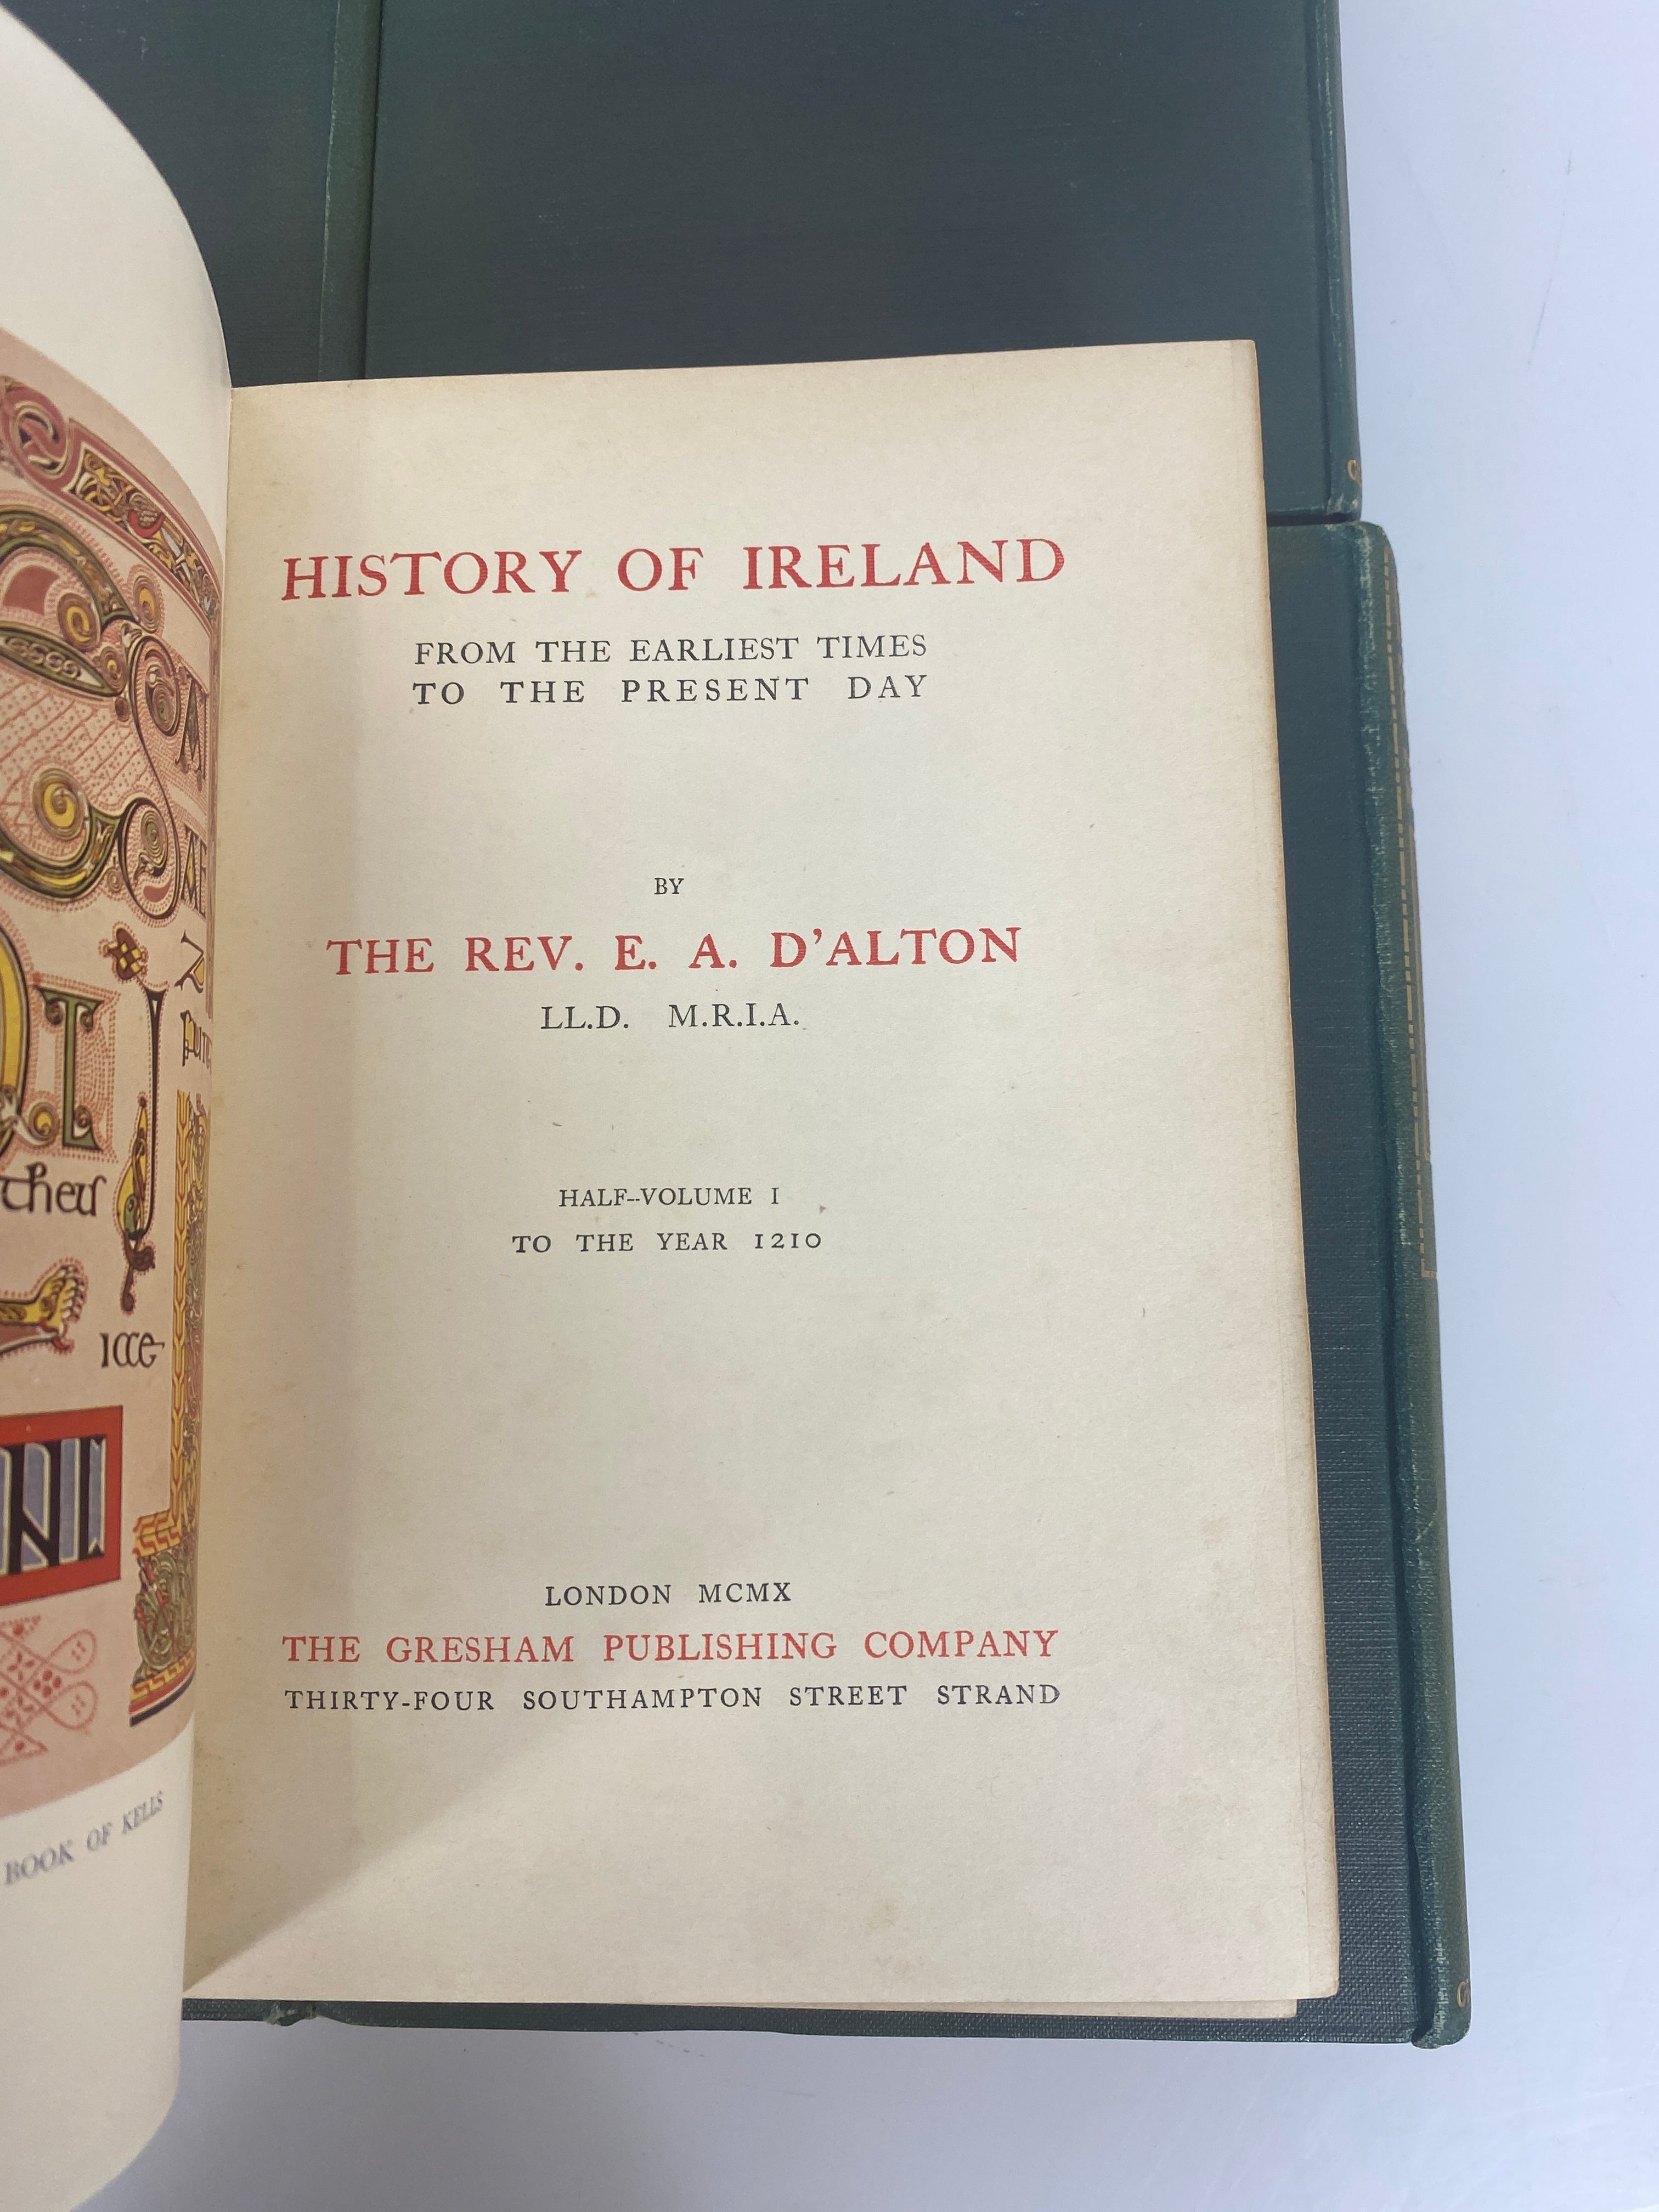 HISTORY OF IRELAND
FROM THE EARLIEST TIMES
TO THE PRESENT DAY
BY
THE REV. E. A. D'ALTON
LL.D. M.R.I.A.
HALF-VOLUME I
TO THE YEAR 1210
LONDON MCMX
THE GRESHAM PUBLISHING COMPANY
THIRTY-FOUR SOUTHAMPTON STREET STRAND
BOOK OF KELLS